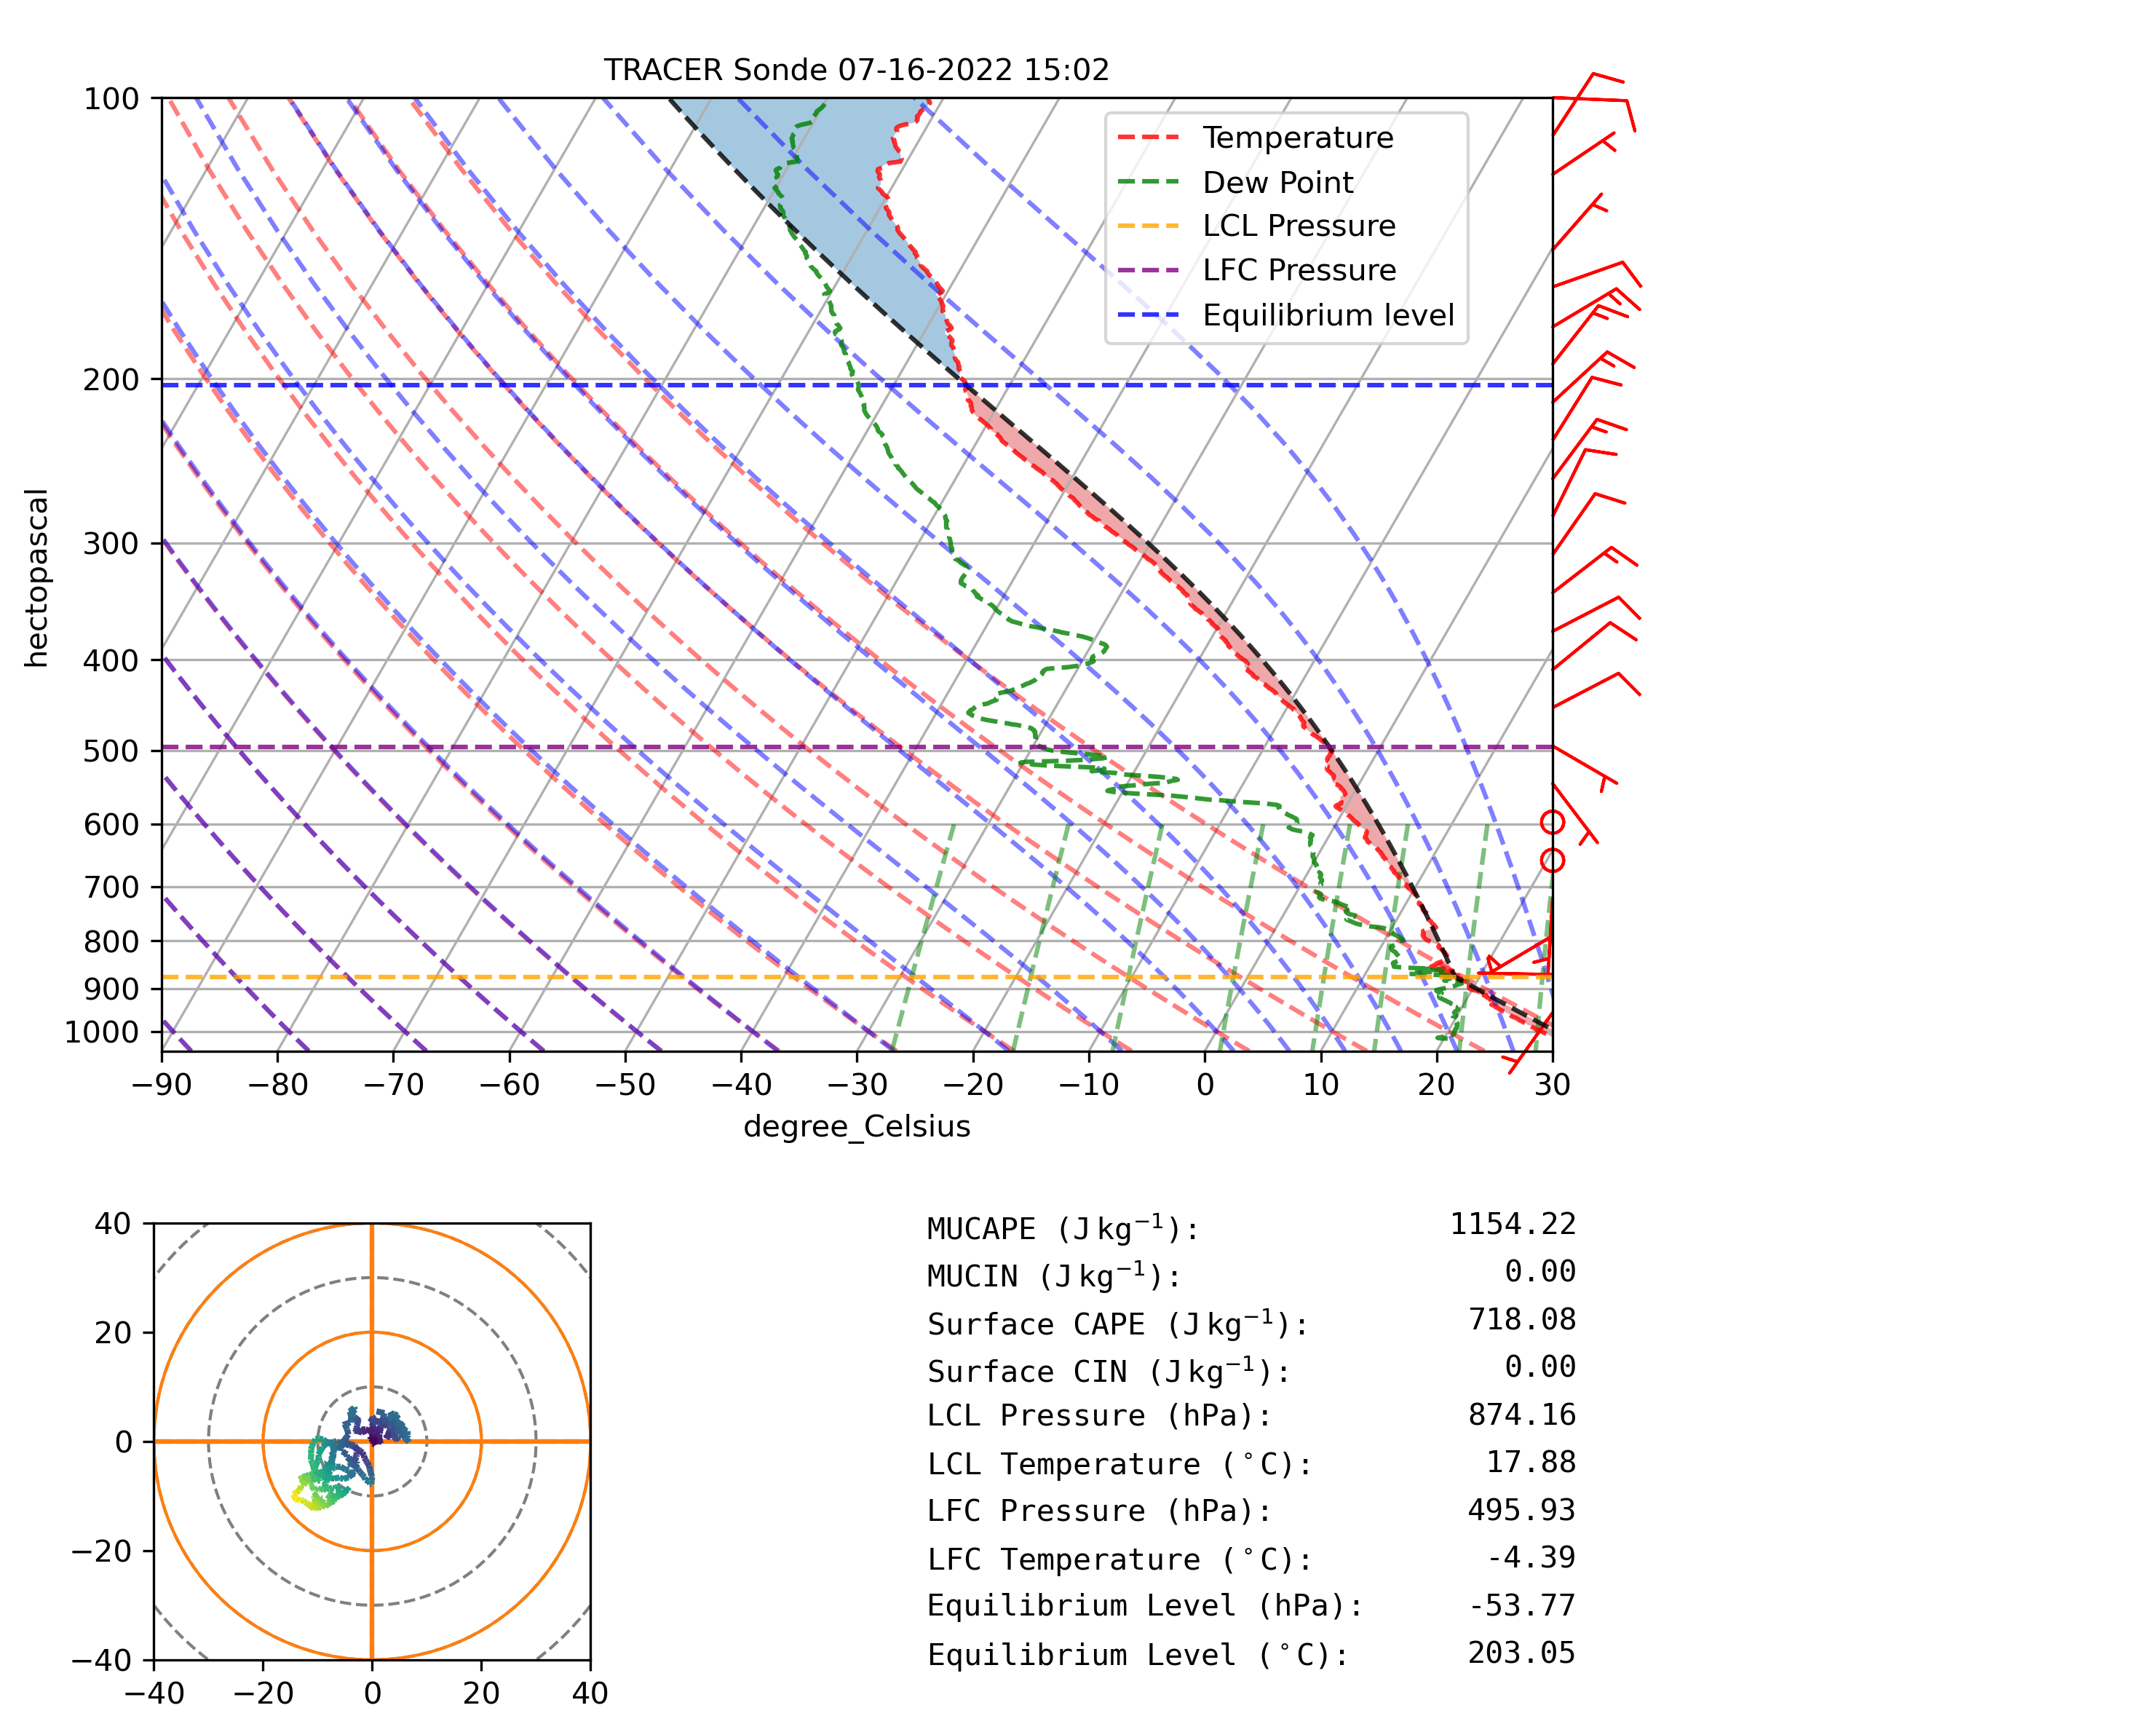 TRACER Sonde 07-16-2022 15:02
100
200
300
400
500
600
700
800
900
1000
hectopascal
Temperature
Dew Point
LCL Pressure
LFC Pressure
Equilibrium level
−90 −80 −70 −60 −50 −40 −30 −20 −10 0 10 20 30
degree_Celsius
40
20
0
−20
−40
−40 −20 0 20 40
MUCAPE (J kg⁻¹): 1154.22
MUCIN (J kg⁻¹): 0.00
Surface CAPE (J kg⁻¹): 718.08
Surface CIN (J kg⁻¹): 0.00
LCL Pressure (hPa): 874.16
LCL Temperature (°C): 17.88
LFC Pressure (hPa): 495.93
LFC Temperature (°C): -4.39
Equilibrium Level (hPa): -53.77
Equilibrium Level (°C): 203.05